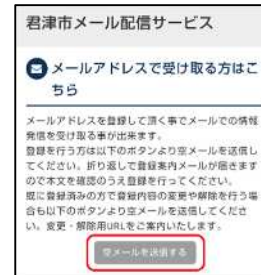 君津市メール配信サービス
メールアドレスで受け取る方はこ
ちら
メールアドレスを登録して頂く事でメールでの情報
発信を受け取る事が出来ます。
登録を行う方は以下のボタンより空メールを送信し
てください。折り返しで登録案内メールが届きます
ので本文を確認のうえ登録を行ってください。
既に登録済みの方で登録内容の変更や解除を行う場
合も以下のボタンより空メールを送信してくださ
い。変更・解除用URLをご案内いたします。
空メールを送信する